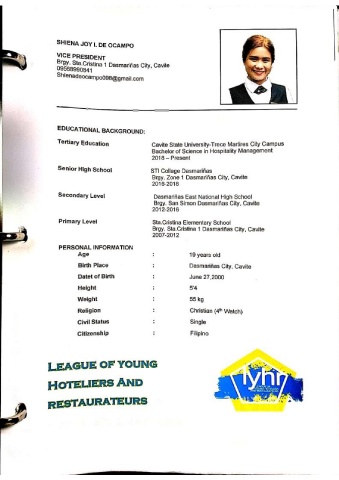 SHIENA JOY I. DE OCAMPO
VICE PRESIDENT
Brgy. Sta.Cristina 1 Dasmariñas City, Cavite
09568980941
Shienadeocampo098@gmail.com
EDUCATIONAL BACKGROUND:
Tertiary Education Cavite State University-Trece Martires City Campus
Bachelor of Science in Hospitality Management
2018 – Present
Senior High School STI Collage Dasmariñas
Brgy. Zone 1 Dasmariñas City, Cavite
2016-2018
Secondary Level Dasmariñas East National High School
Brgy. San Simon Dasmariñas City, Cavite
2012-2016
Primary Level Sta.Cristina Elementary School
Brgy. Sta.Cristina 1 Dasmariñas City, Cavite
2007-2012
PERSONAL INFORMATION
Age : 19 years old
Birth Place : Dasmariñas City, Cavite
Datet of Birth : June 27,2000
Height : 5'4
Weight : 55 kg
Religion : Christian (4th Watch)
Civil Status : Single
Citizenship : Filipino
LEAGUE OF YOUNG
HOTELIERS AND
RESTAURATEURS
lyhr